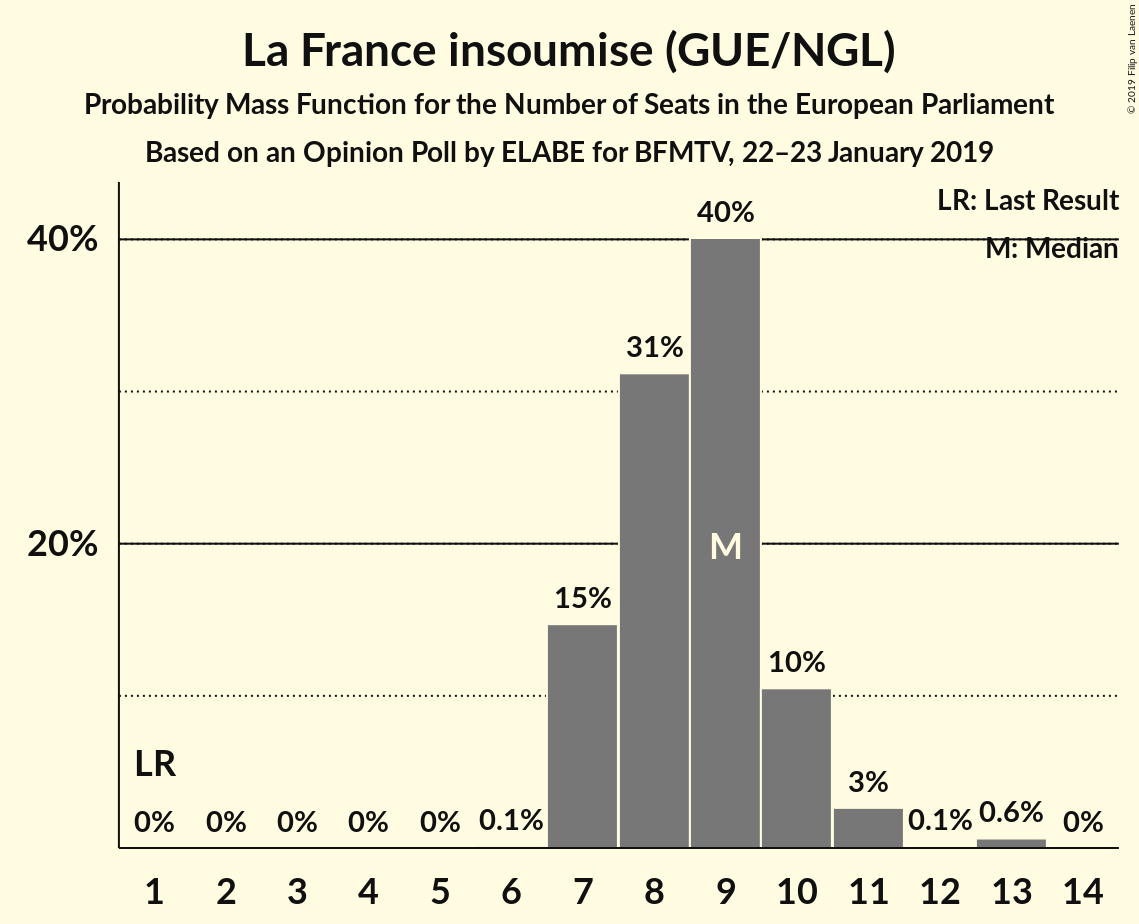 La France insoumise (GUE/NGL)
Probability Mass Function for the Number of Seats in the European Parliament
Based on an Opinion Poll by ELABE for BFMTV, 22–23 January 2019
© 2019 Filip van Laenen
LR: Last Result
M: Median
40%
20%
40%
31%
M
15%
10%
LR
3%
0% 0% 0% 0% 0% 0.1% 0.1% 0.6% 0%
1 2 3 4 5 6 7 8 9 10 11 12 13 14